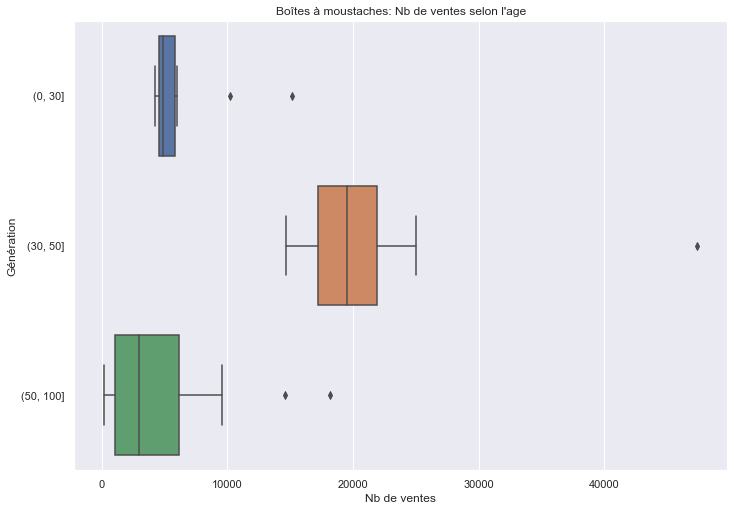 Boîtes à moustaches: Nb de ventes selon l'age
Génération
(0, 30]
(30, 50]
(50, 100]
0 10000 20000 30000 40000
Nb de ventes